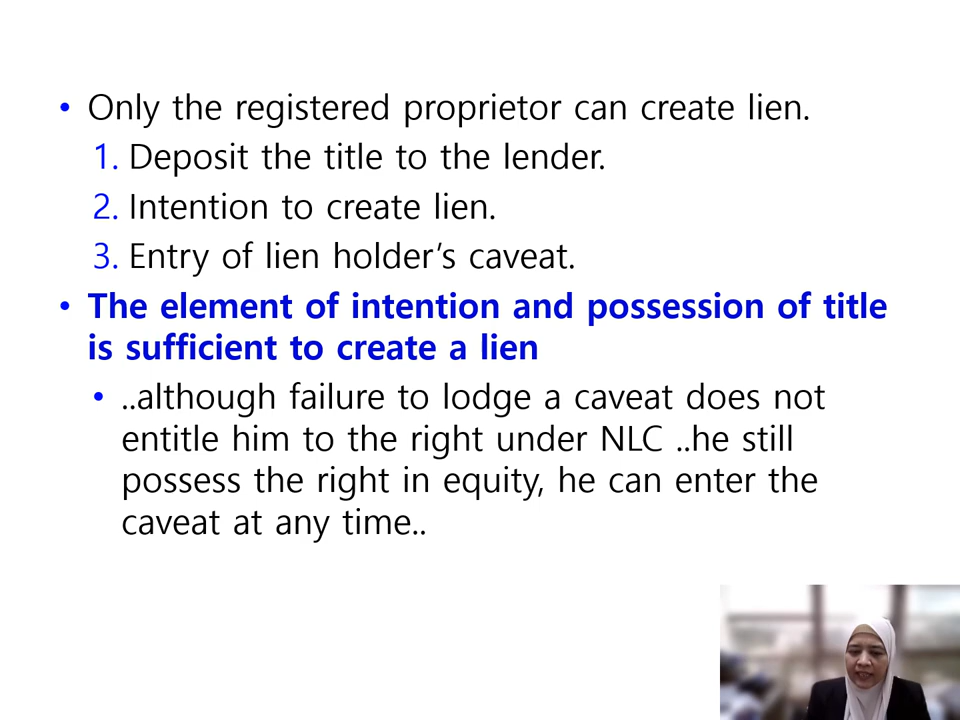 • Only the registered proprietor can create lien.
1. Deposit the title to the lender.
2. Intention to create lien.
3. Entry of lien holder’s caveat.
• The element of intention and possession of title
is sufficient to create a lien
• ..although failure to lodge a caveat does not
entitle him to the right under NLC ..he still
possess the right in equity, he can enter the
caveat at any time..